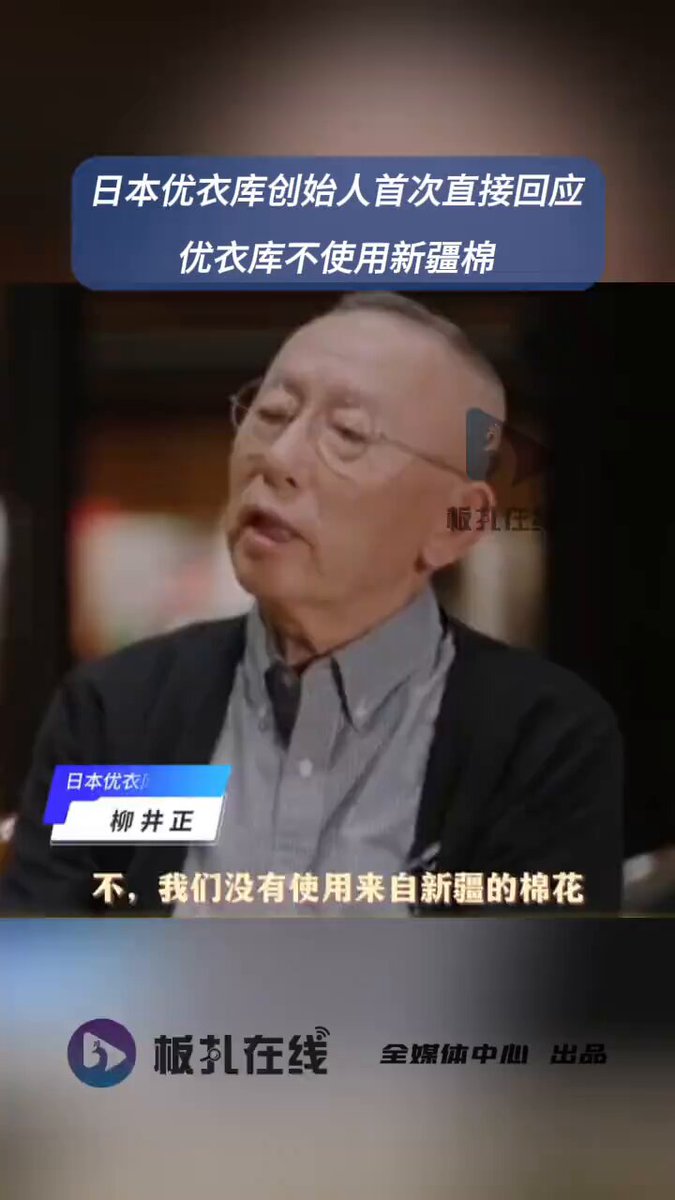 日本优衣库创始人首次直接回应
优衣库不使用新疆棉
板扎在线
日本优衣
柳井正
不，我们没有使用来自新疆的棉花
板扎在线
全媒体中心 出品